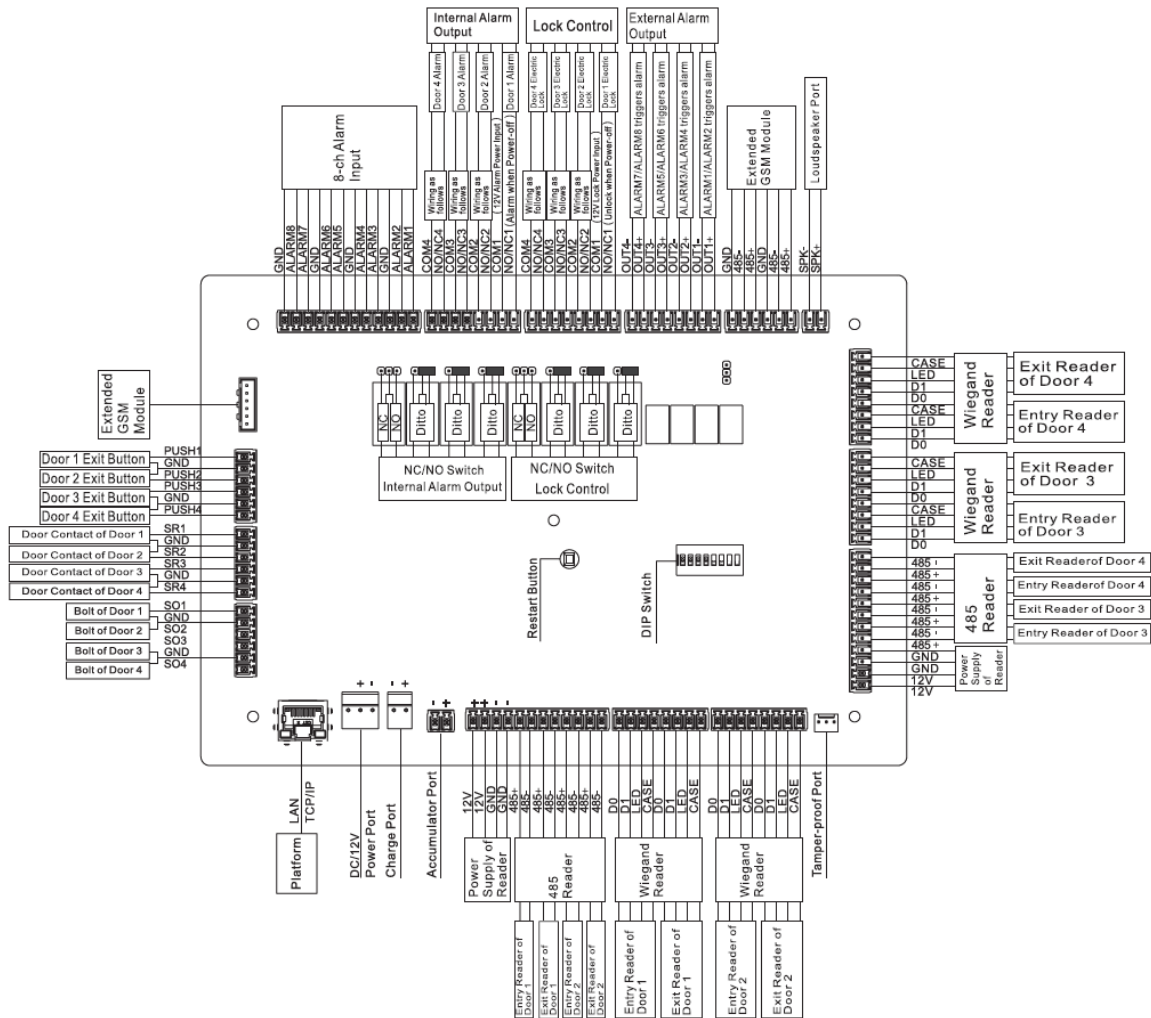 Internal Alarm
Output
Lock Control
External Alarm
Output
Door 4 Alarm
Door 3 Alarm
Door 2 Alarm
Door 1 Alarm
Door 4 Electric
Lock
Door 3 Electric
Lock
Door 2 Electric
Lock
Door 1 Electric
Lock
ALARM7/ALARM8 triggers alarm
ALARM5/ALARM6 triggers alarm
ALARM3/ALARM4 triggers alarm
ALARM1/ALARM2 triggers alarm
8-ch Alarm
Input
Extended
GSM Module
Loudspeaker Port
Wiring as
follows
Wiring as
follows
Wiring as
follows
Wiring as
follows
Wiring as
follows
Wiring as
follows
GND
ALARM8
ALARM7
GND
ALARM6
ALARM5
GND
ALARM4
ALARM3
GND
ALARM2
ALARM1
COM4
NO/NC4
COM3
NO/NC3
COM2
NO/NC2
COM1 (12V Alarm Power Input)
NO/NC1 (Alarm when Power-off)
COM4
NO/NC4
COM3
NO/NC3
COM2
NO/NC2
COM1 (12V Lock Power Input)
NO/NC1 (Unlock when Power-off)
OUT4-
OUT4+
OUT3-
OUT3+
OUT2-
OUT2+
OUT1-
OUT1+
GND
485-
485+
GND
485-
485+
SPK-
SPK+
Extended
GSM Module
NC
NO
Ditto
Ditto
Ditto
NC
NO
Ditto
Ditto
Ditto
NC/NO Switch
Internal Alarm Output
NC/NO Switch
Lock Control
Restart Button
DIP Switch
Door 1 Exit Button
Door 2 Exit Button
Door 3 Exit Button
Door 4 Exit Button
PUSH1
GND
PUSH2
PUSH3
GND
PUSH4
Door Contact of Door 1
Door Contact of Door 2
Door Contact of Door 3
Door Contact of Door 4
SR1
GND
SR2
SR3
GND
SR4
Bolt of Door 1
Bolt of Door 2
Bolt of Door 3
Bolt of Door 4
SO1
GND
SO2
SO3
GND
SO4
CASE
LED
D1
D0
CASE
LED
D1
D0
Wiegand
Reader
Exit Reader
of Door 4
Entry Reader
of Door 4
CASE
LED
D1
D0
CASE
LED
D1
D0
Wiegand
Reader
Exit Reader
of Door 3
Entry Reader
of Door 3
485 -
485 +
485 -
485 +
485 -
485 +
485 -
485 +
GND
GND
12V
12V
485
Reader
Exit Readerof Door 4
Entry Readerof Door 4
Exit Reader of Door 3
Entry Reader of Door 3
Power
Supply
of
Reader
+ -
- +
- +
+ + - -
LAN
TCP/IP
Platform
DC/12V
Power Port
Charge Port
Accumulator Port
12V
12V
GND
GND
485+
485-
485+
485-
485+
485-
485+
485-
Power
Supply of
Reader
485
Reader
Entry Reader of
Door 1
Exit Reader of
Door 1
Entry Reader of
Door 2
Exit Reader of
Door 2
D0
D1
LED
CASE
D0
D1
LED
CASE
Wiegand
Reader
Entry Reader of
Door 1
Exit Reader of
Door 1
D0
D1
LED
CASE
D0
D1
LED
CASE
Wiegand
Reader
Entry Reader of
Door 2
Exit Reader of
Door 2
Tamper-proof Port